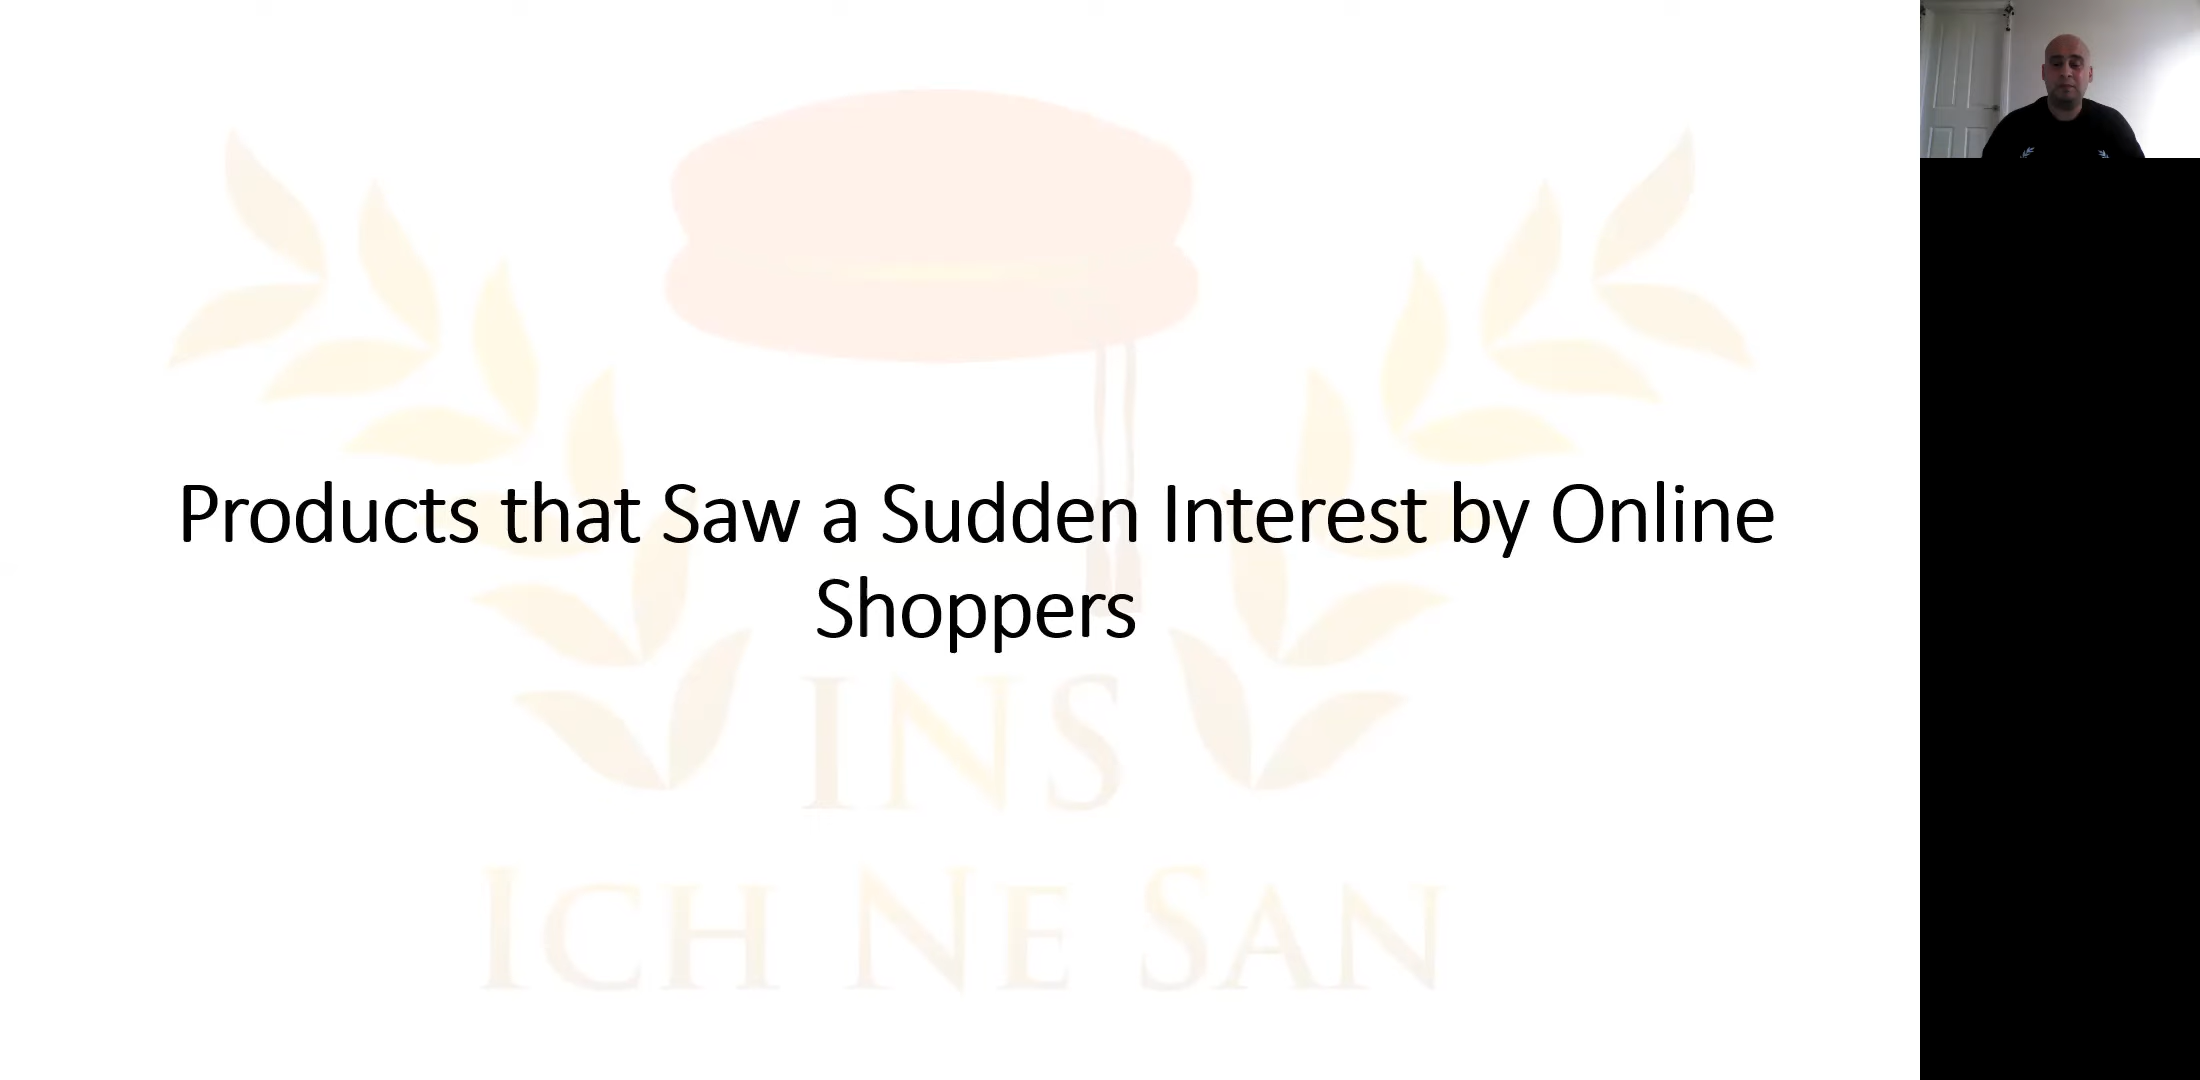 Products that Saw a Sudden Interest by Online
Shoppers
INS
ICH NE SAN